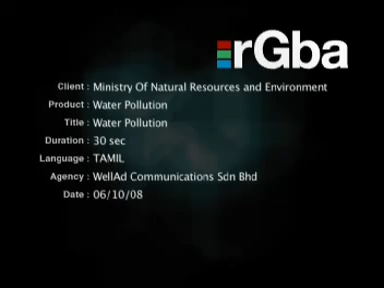 rGba
Client : Ministry Of Natural Resources and Environment
Product : Water Pollution
Title : Water Pollution
Duration : 30 sec
Language : TAMIL
Agency : WellAd Communications Sdn Bhd
Date : 06/10/08